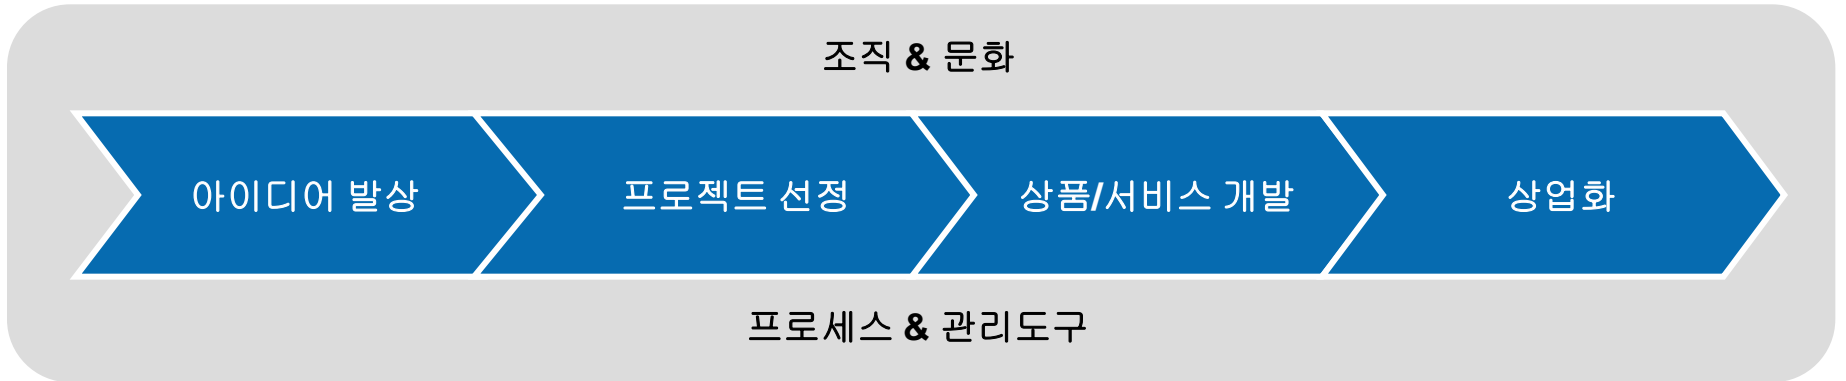 조직 & 문화
아이디어 발상
프로젝트 선정
상품/서비스 개발
상업화
프로세스 & 관리도구